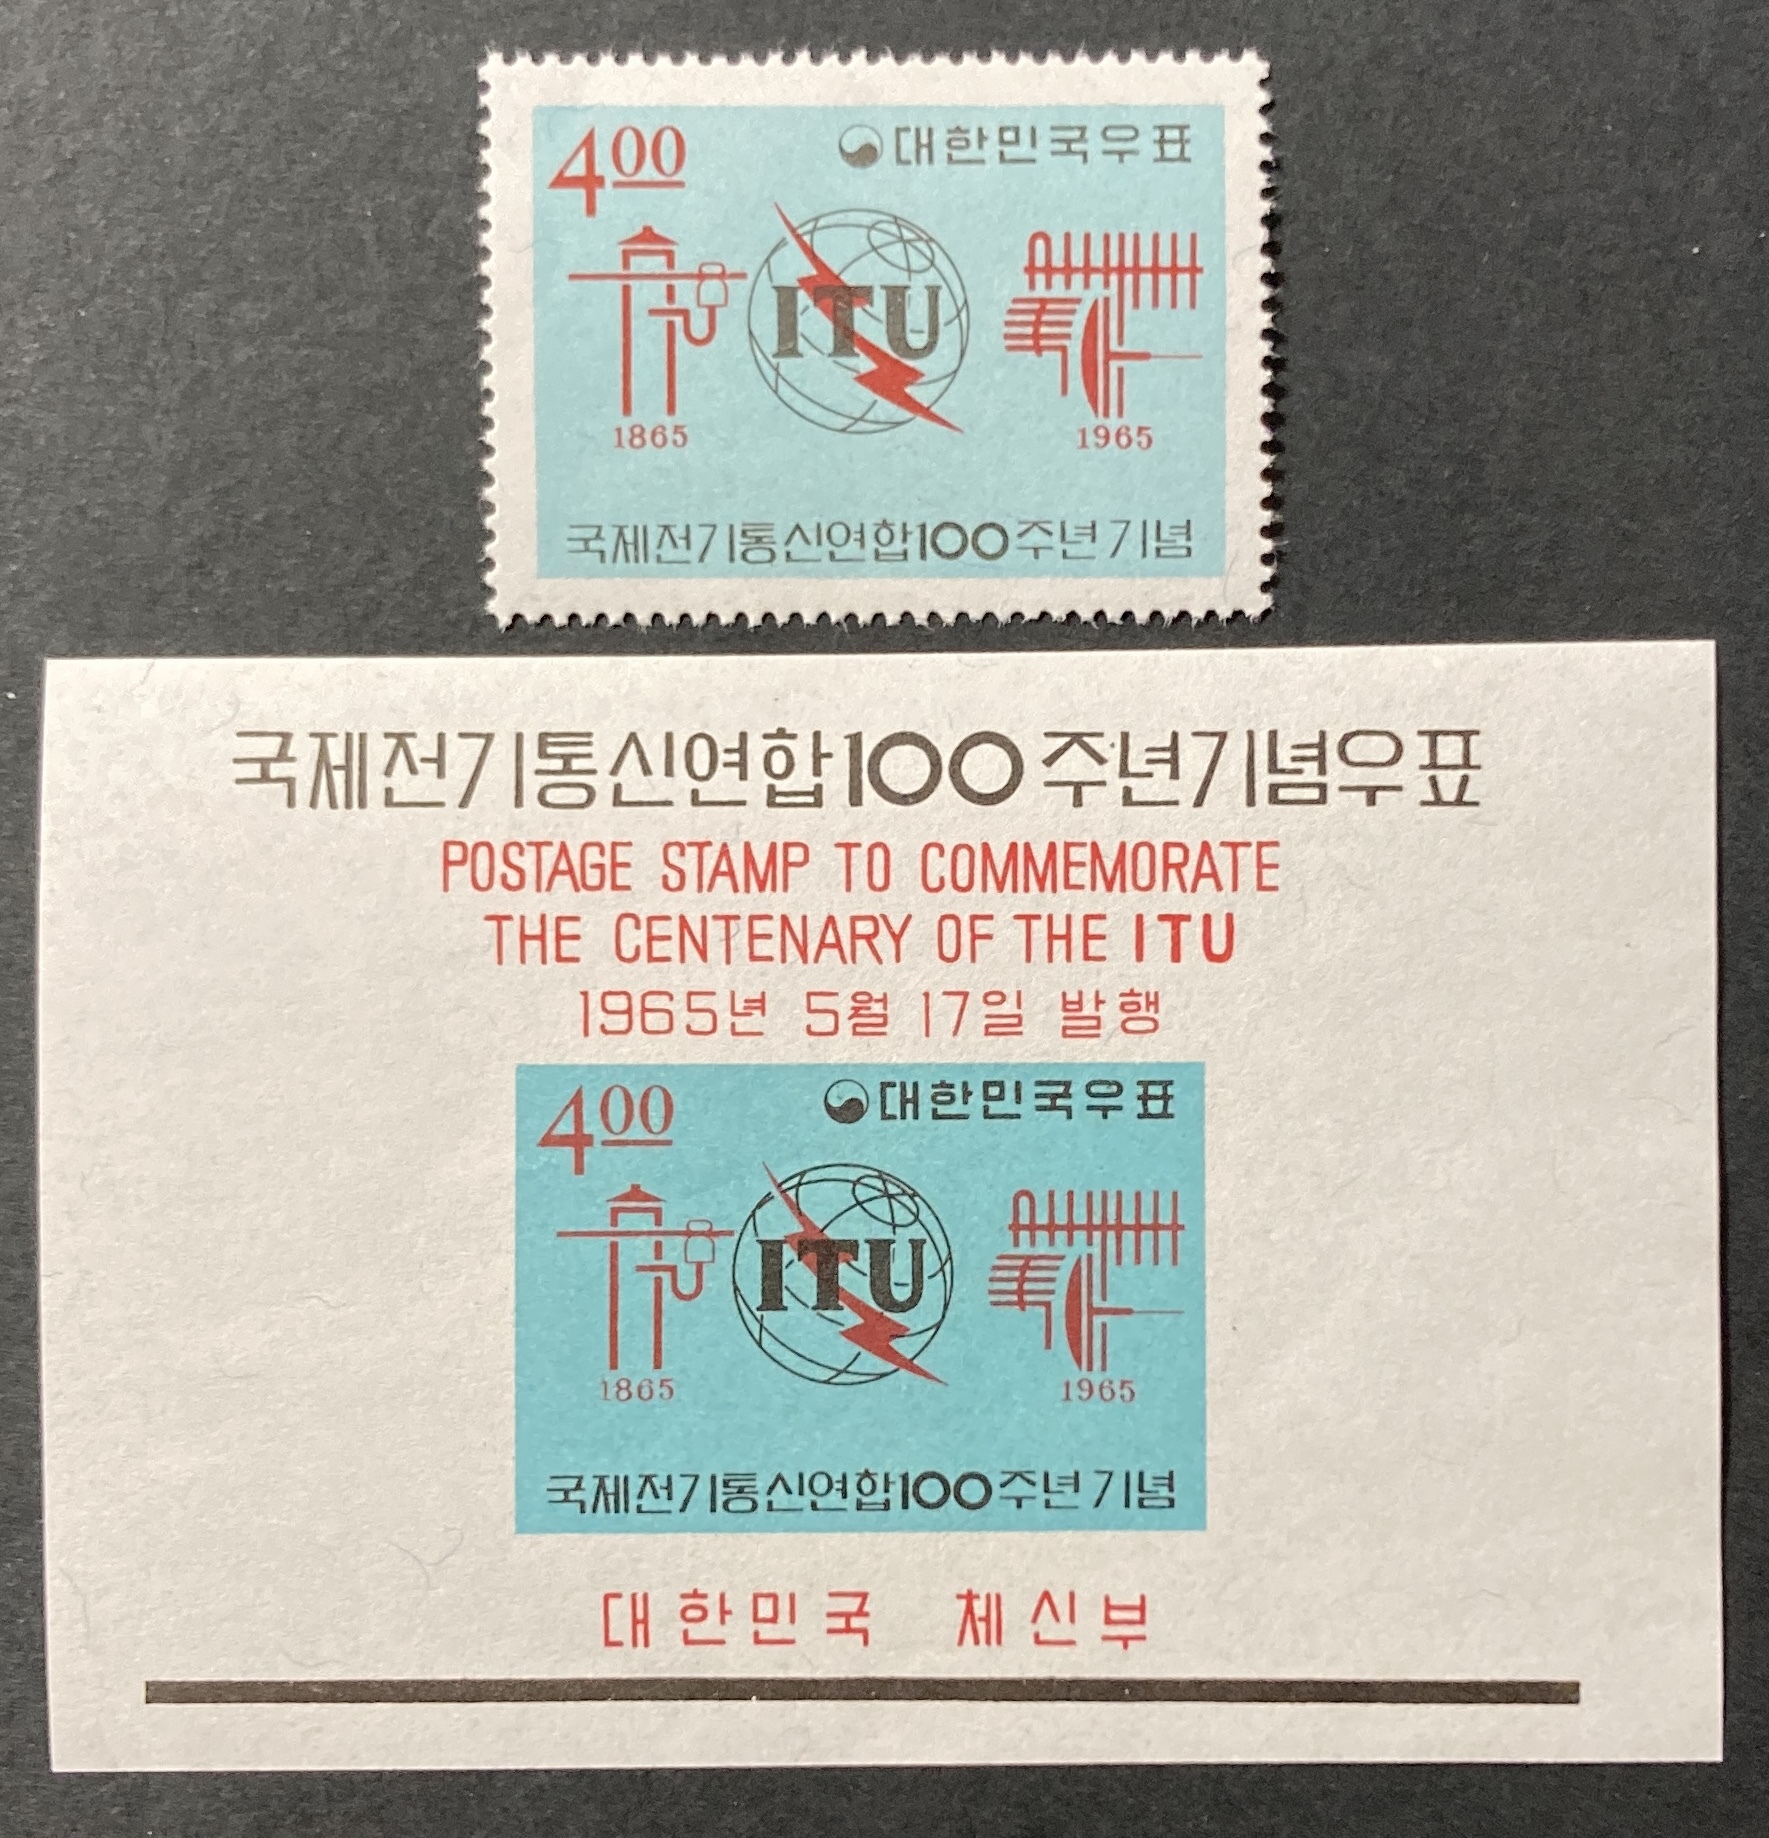 400 대한민국우표
ITU
1865 1965
국제전기통신연합100주년기념
국제전기통신연합100주년기념우표
POSTAGE STAMP TO COMMEMORATE
THE CENTENARY OF THE ITU
1965년 5월 17일 발행
400 대한민국우표
ITU
1865 1965
국제전기통신연합100주년기념
대한민국 체신부